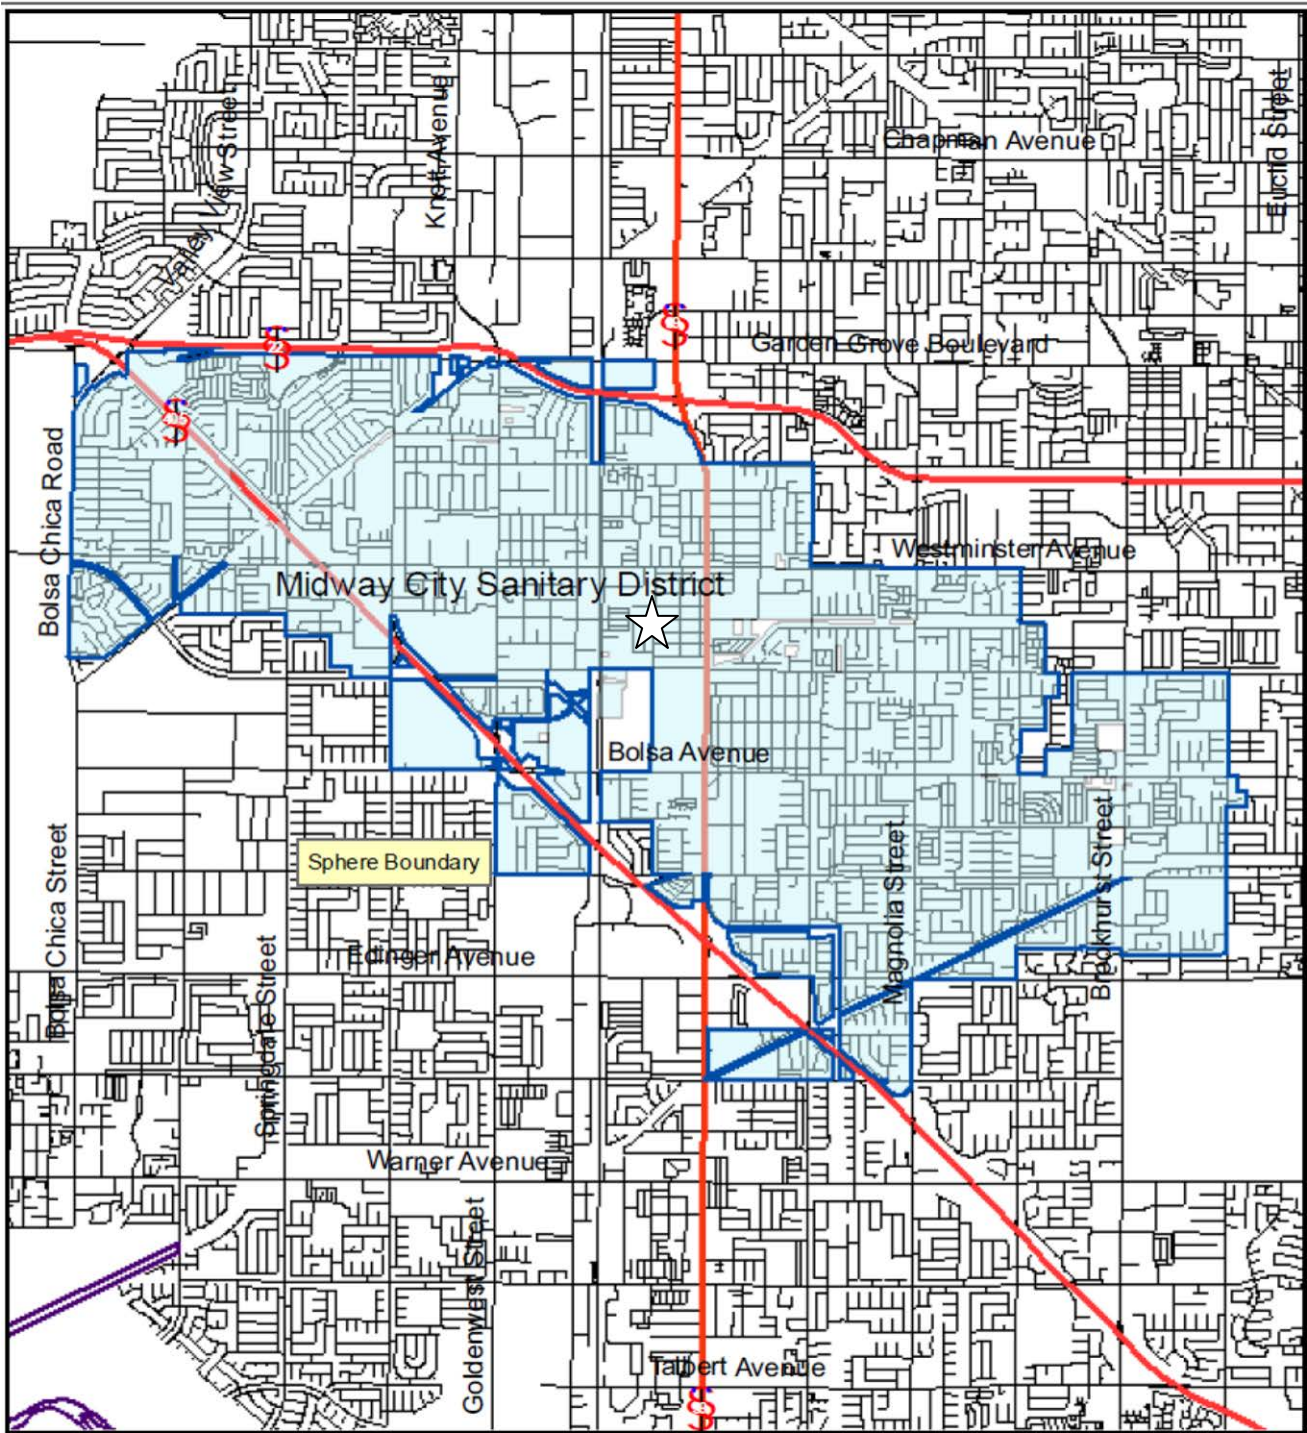 Chapman Avenue
Euclid Street
Knott Avenue
Valley View Street
Garden Grove Boulevard
Bolsa Chica Road
Westminster Avenue
Midway City Sanitary District
Bolsa Avenue
Sphere Boundary
Magnolia Street
Brookhurst Street
Bolsa Chica Street
Edinger Avenue
Springdale Street
Warner Avenue
Goldenwest Street
Talbert Avenue